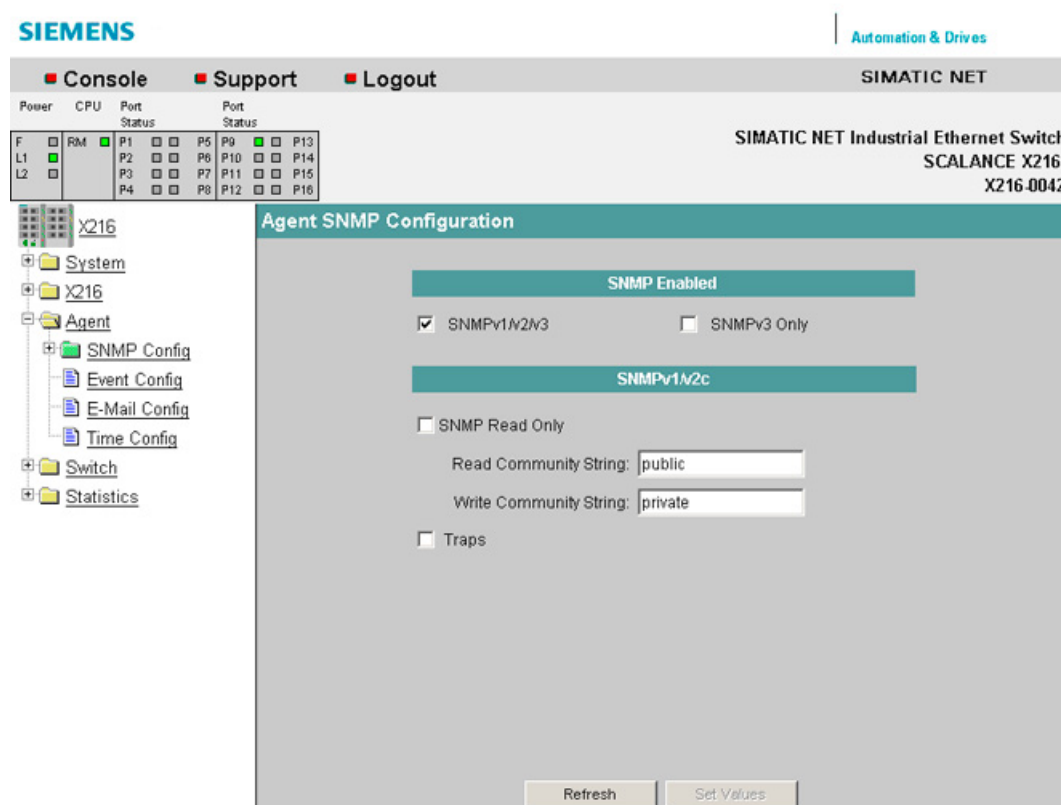 SIEMENS
Automation & Drives
Console Support Logout SIMATIC NET
Power CPU Port Status Port Status
F RM P1 P5 P9 P13
L1 P2 P6 P10 P14
L2 P3 P7 P11 P15
P4 P8 P12 P16
SIMATIC NET Industrial Ethernet Switch
SCALANCE X216
X216-0042
X216
System
X216
Agent
SNMP Config
Event Config
E-Mail Config
Time Config
Switch
Statistics
Agent SNMP Configuration
SNMP Enabled
SNMPv1/v2/v3 SNMPv3 Only
SNMPv1/v2c
SNMP Read Only
Read Community String: public
Write Community String: private
Traps
Refresh Set Values